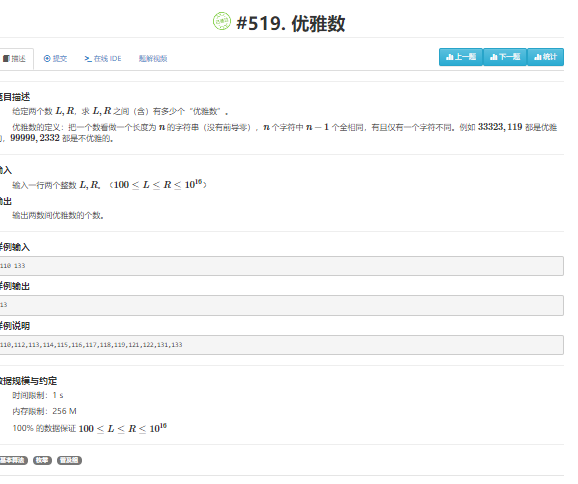 #519. 优雅数
描述 提交 在线 IDE 题解视频 上一题 下一题 统计
题目描述
给定两个数 L, R，求 L, R 之间（含）有多少个“优雅数”。
优雅数的定义：把一个数看做一个长度为 n 的字符串（没有前导零），n 个字符中 n − 1 个全相同，有且仅有一个字符不同。例如 33323, 119 都是优雅
的，99999, 2332 都是不优雅的。
输入
输入一行两个整数 L, R。（100 ≤ L ≤ R ≤ 10^16）
输出
输出两数间优雅数的个数。
样例输入
110 133
样例输出
13
样例说明
110,112,113,114,115,116,117,118,119,121,122,131,133
数据规模与约定
时间限制：1 s
内存限制：256 M
100% 的数据保证 100 ≤ L ≤ R ≤ 10^16
基本算法 枚举 普及组